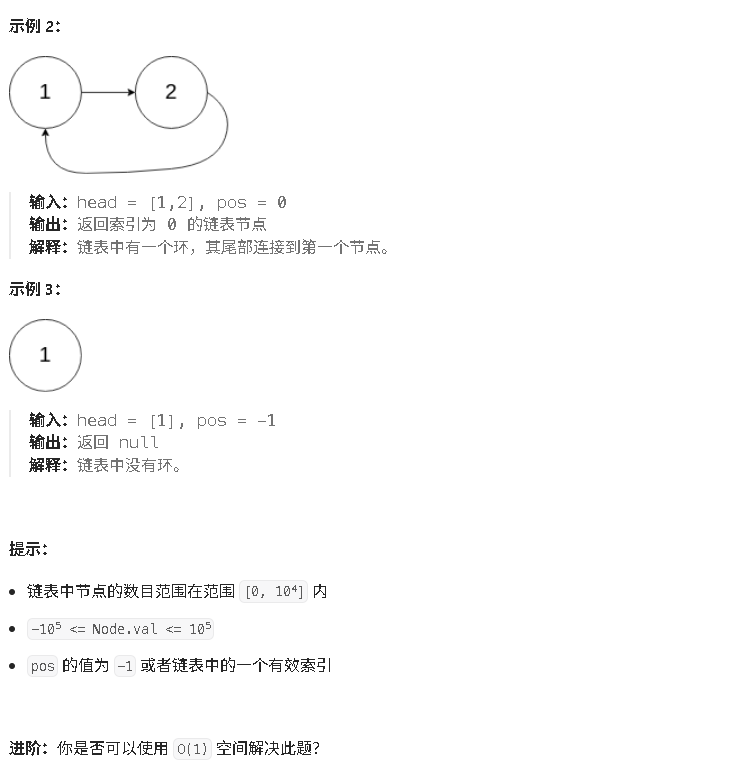 示例 2：
1
2
输入：head = [1,2], pos = 0
输出：返回索引为 0 的链表节点
解释：链表中有一个环，其尾部连接到第一个节点。
示例 3：
1
输入：head = [1], pos = -1
输出：返回 null
解释：链表中没有环。
提示：
• 链表中节点的数目范围在范围 [0, 10⁴] 内
• -10⁵ <= Node.val <= 10⁵
• pos 的值为 -1 或者链表中的一个有效索引
进阶：你是否可以使用 O(1) 空间解决此题？